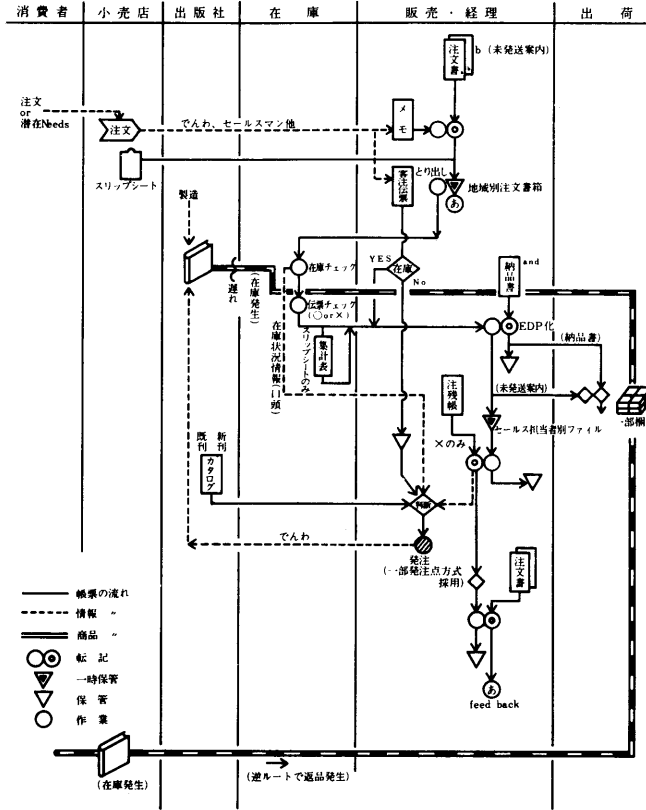 消費者 小売店 出版社 在庫 販売・経理 出荷
注文書
b (未発送案内)
注文
or
潜在Needs
注文
でんわ、セールスマン他
メモ
スリップシート
客注伝票
とり出し
地域別注文書箱
あ
製造
遅れ
(在庫発生)
在庫チェック
YES
在庫
No
納品書
and
伝票チェック
(○or×)
EDP化
(納品書)
在庫状況情報(口頭)
スリップシートのみ
集計表
(未発送案内)
注残帳
セールス担当者別ファイル
×のみ
既刊
新刊
カタログ
判断
でんわ
発注
(一部発注点方式
採用)
注文書
帳票の流れ
情報 〃
商品 〃
転記
一時保管
保管
作業
あ
feed back
(在庫発生)
(逆ルートで返品発生)